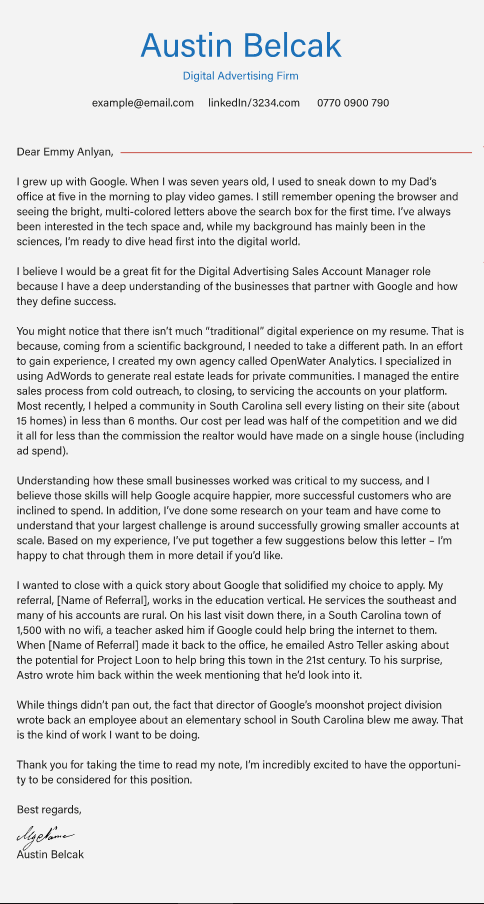 Austin Belcak
Digital Advertising Firm
example@email.com linkedIn/3234.com 0770 0900 790
Dear Emmy Anlyan,
I grew up with Google. When I was seven years old, I used to sneak down to my Dad's
office at five in the morning to play video games. I still remember opening the browser and
seeing the bright, multi-colored letters above the search box for the first time. I've always
been interested in the tech space and, while my background has mainly been in the
sciences, I'm ready to dive head first into the digital world.
I believe I would be a great fit for the Digital Advertising Sales Account Manager role
because I have a deep understanding of the businesses that partner with Google and how
they define success.
You might notice that there isn't much "traditional" digital experience on my resume. That is
because, coming from a scientific background, I needed to take a different path. In an effort
to gain experience, I created my own agency called OpenWater Analytics. I specialized in
using AdWords to generate real estate leads for private communities. I managed the entire
sales process from cold outreach, to closing, to servicing the accounts on your platform.
Most recently, I helped a community in South Carolina sell every listing on their site (about
15 homes) in less than 6 months. Our cost per lead was half of the competition and we did
it all for less than the commission the realtor would have made on a single house (including
ad spend).
Understanding how these small businesses worked was critical to my success, and I
believe those skills will help Google acquire happier, more successful customers who are
inclined to spend. In addition, I've done some research on your team and have come to
understand that your largest challenge is around successfully growing smaller accounts at
scale. Based on my experience, I've put together a few suggestions below this letter – I'm
happy to chat through them in more detail if you'd like.
I wanted to close with a quick story about Google that solidified my choice to apply. My
referral, [Name of Referral], works in the education vertical. He services the southeast and
many of his accounts are rural. On his last visit down there, in a South Carolina town of
1,500 with no wifi, a teacher asked him if Google could help bring the internet to them.
When [Name of Referral] made it back to the office, he emailed Astro Teller asking about
the potential for Project Loon to help bring this town in the 21st century. To his surprise,
Astro wrote him back within the week mentioning that he'd look into it.
While things didn't pan out, the fact that director of Google's moonshot project division
wrote back an employee about an elementary school in South Carolina blew me away. That
is the kind of work I want to be doing.
Thank you for taking the time to read my note, I'm incredibly excited to have the opportuni-
ty to be considered for this position.
Best regards,
MyName
Austin Belcak